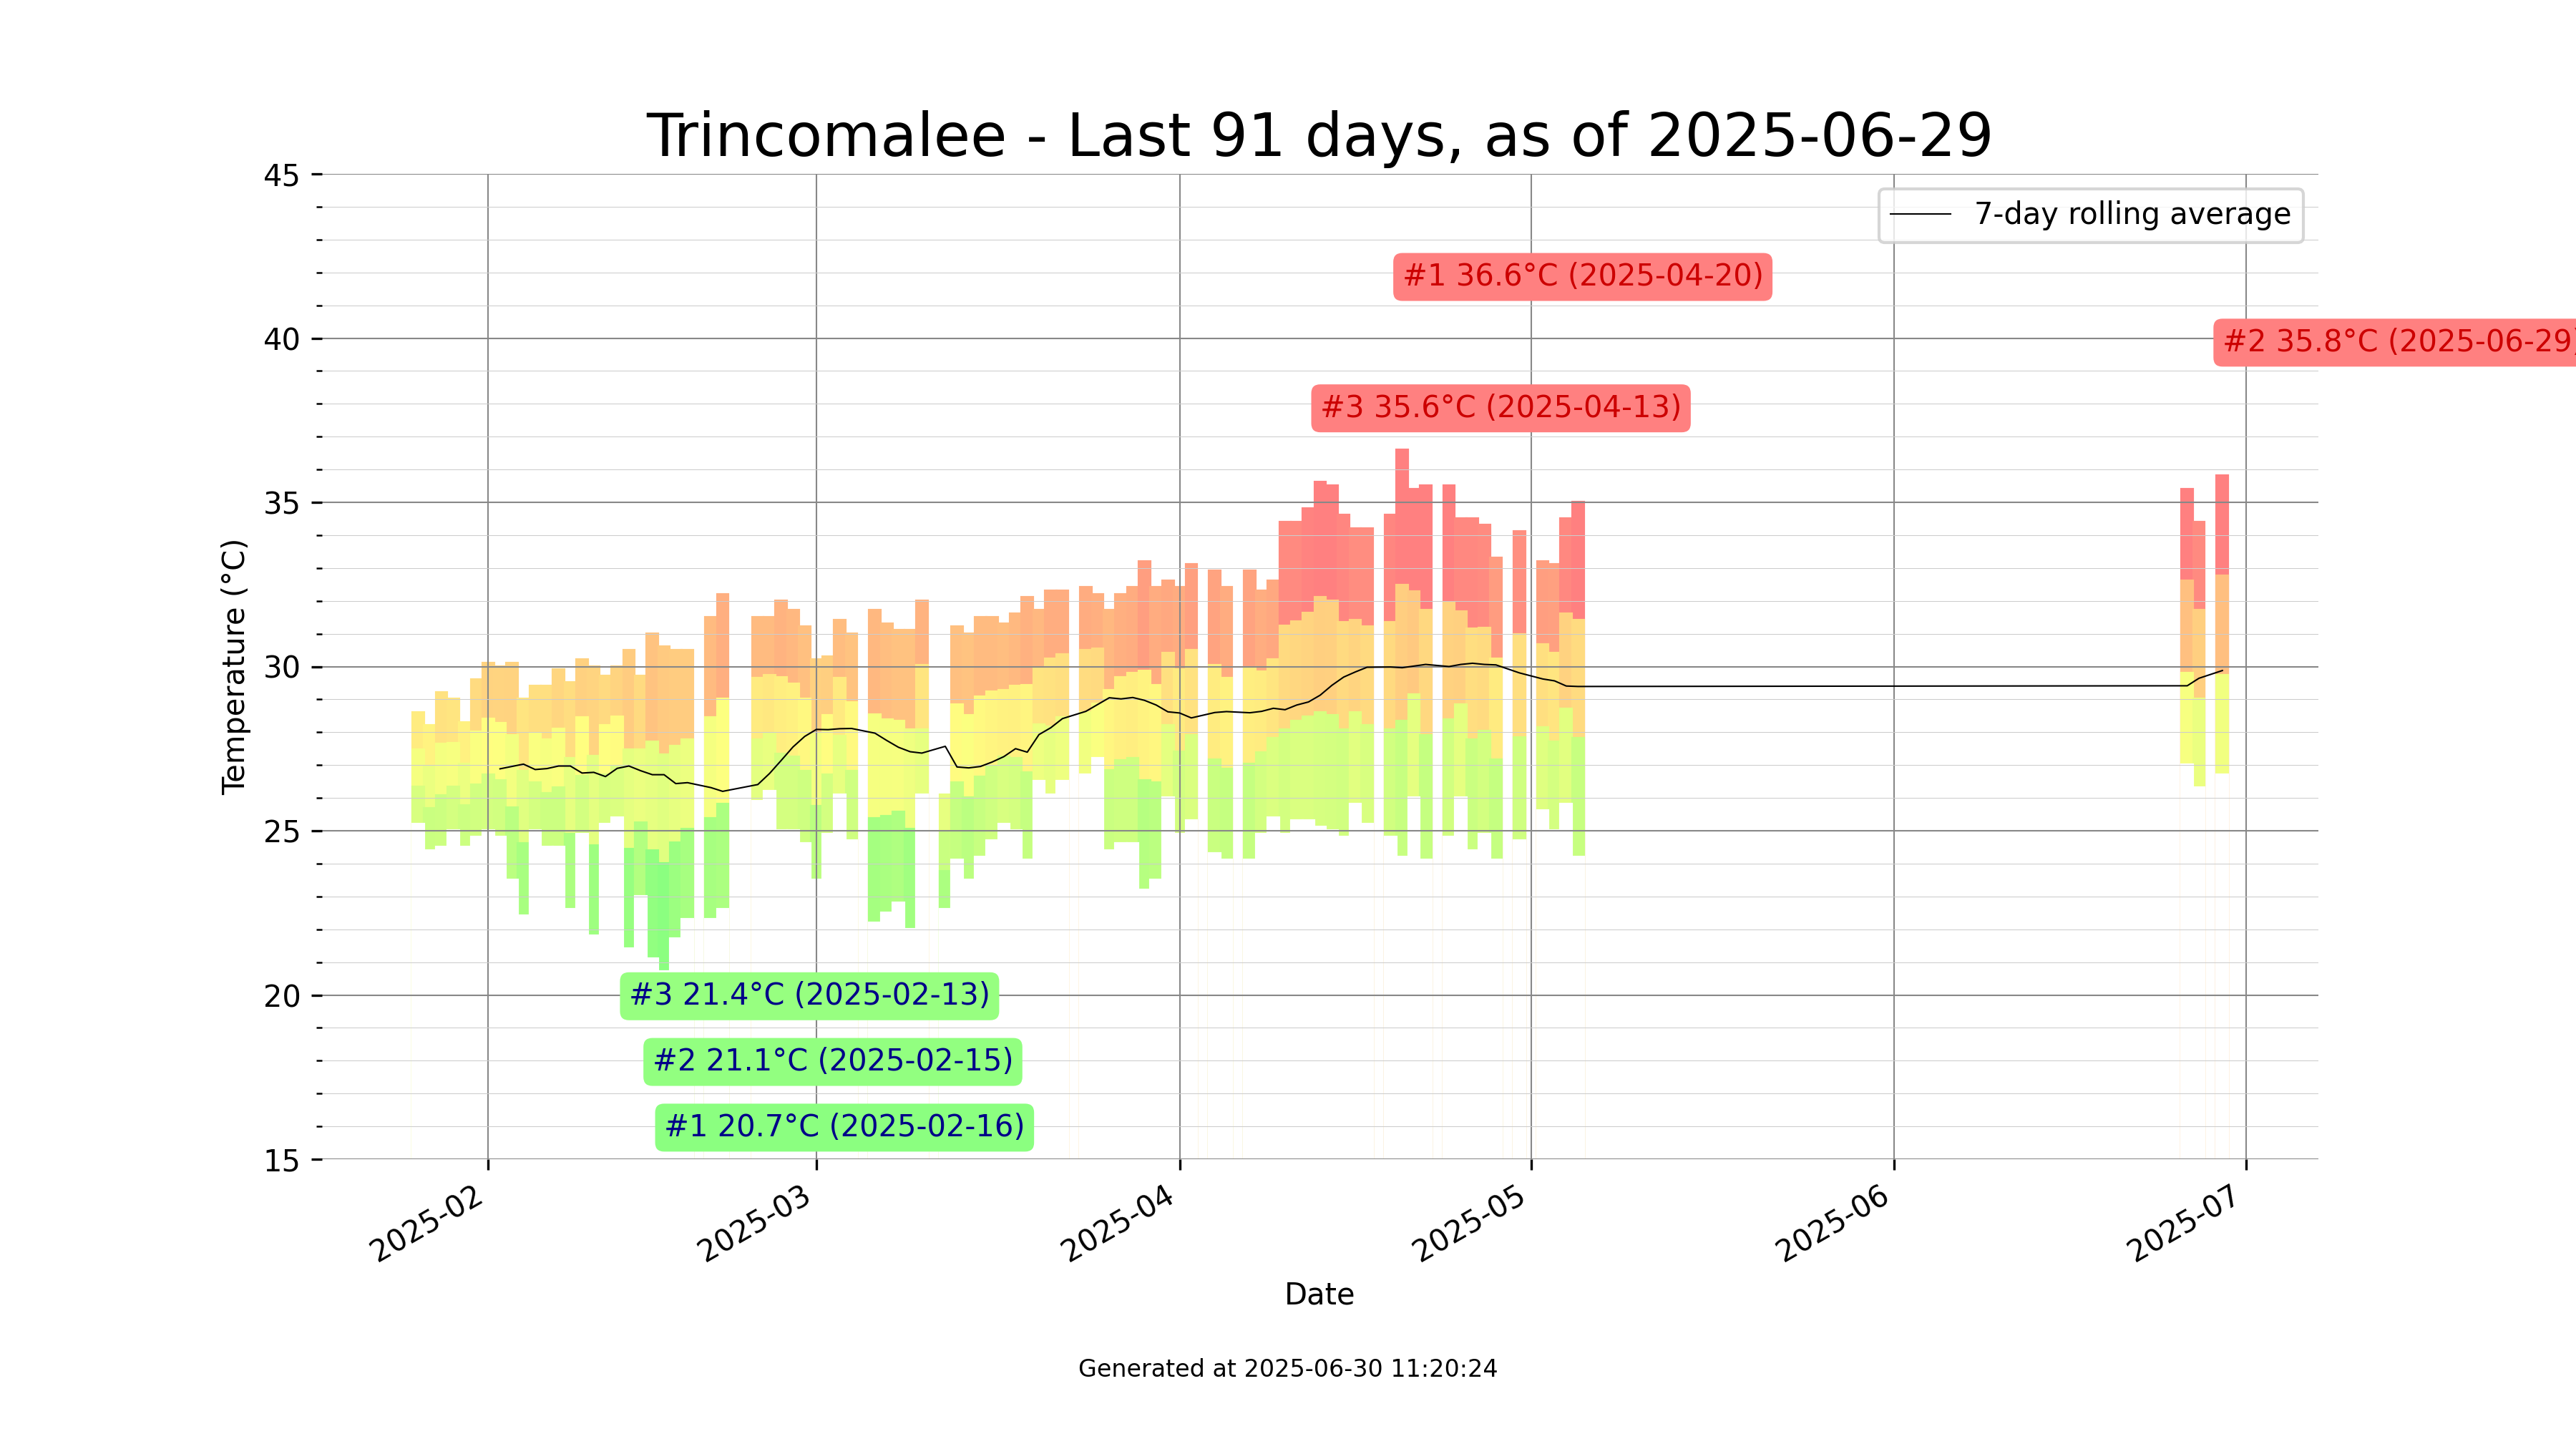 Trincomalee - Last 91 days, as of 2025-06-29
45
40
35
30
25
20
15
Temperature (°C)
7-day rolling average
#1 36.6°C (2025-04-20)
#2 35.8°C (2025-06-29)
#3 35.6°C (2025-04-13)
#3 21.4°C (2025-02-13)
#2 21.1°C (2025-02-15)
#1 20.7°C (2025-02-16)
2025-02
2025-03
2025-04
2025-05
2025-06
2025-07
Date
Generated at 2025-06-30 11:20:24